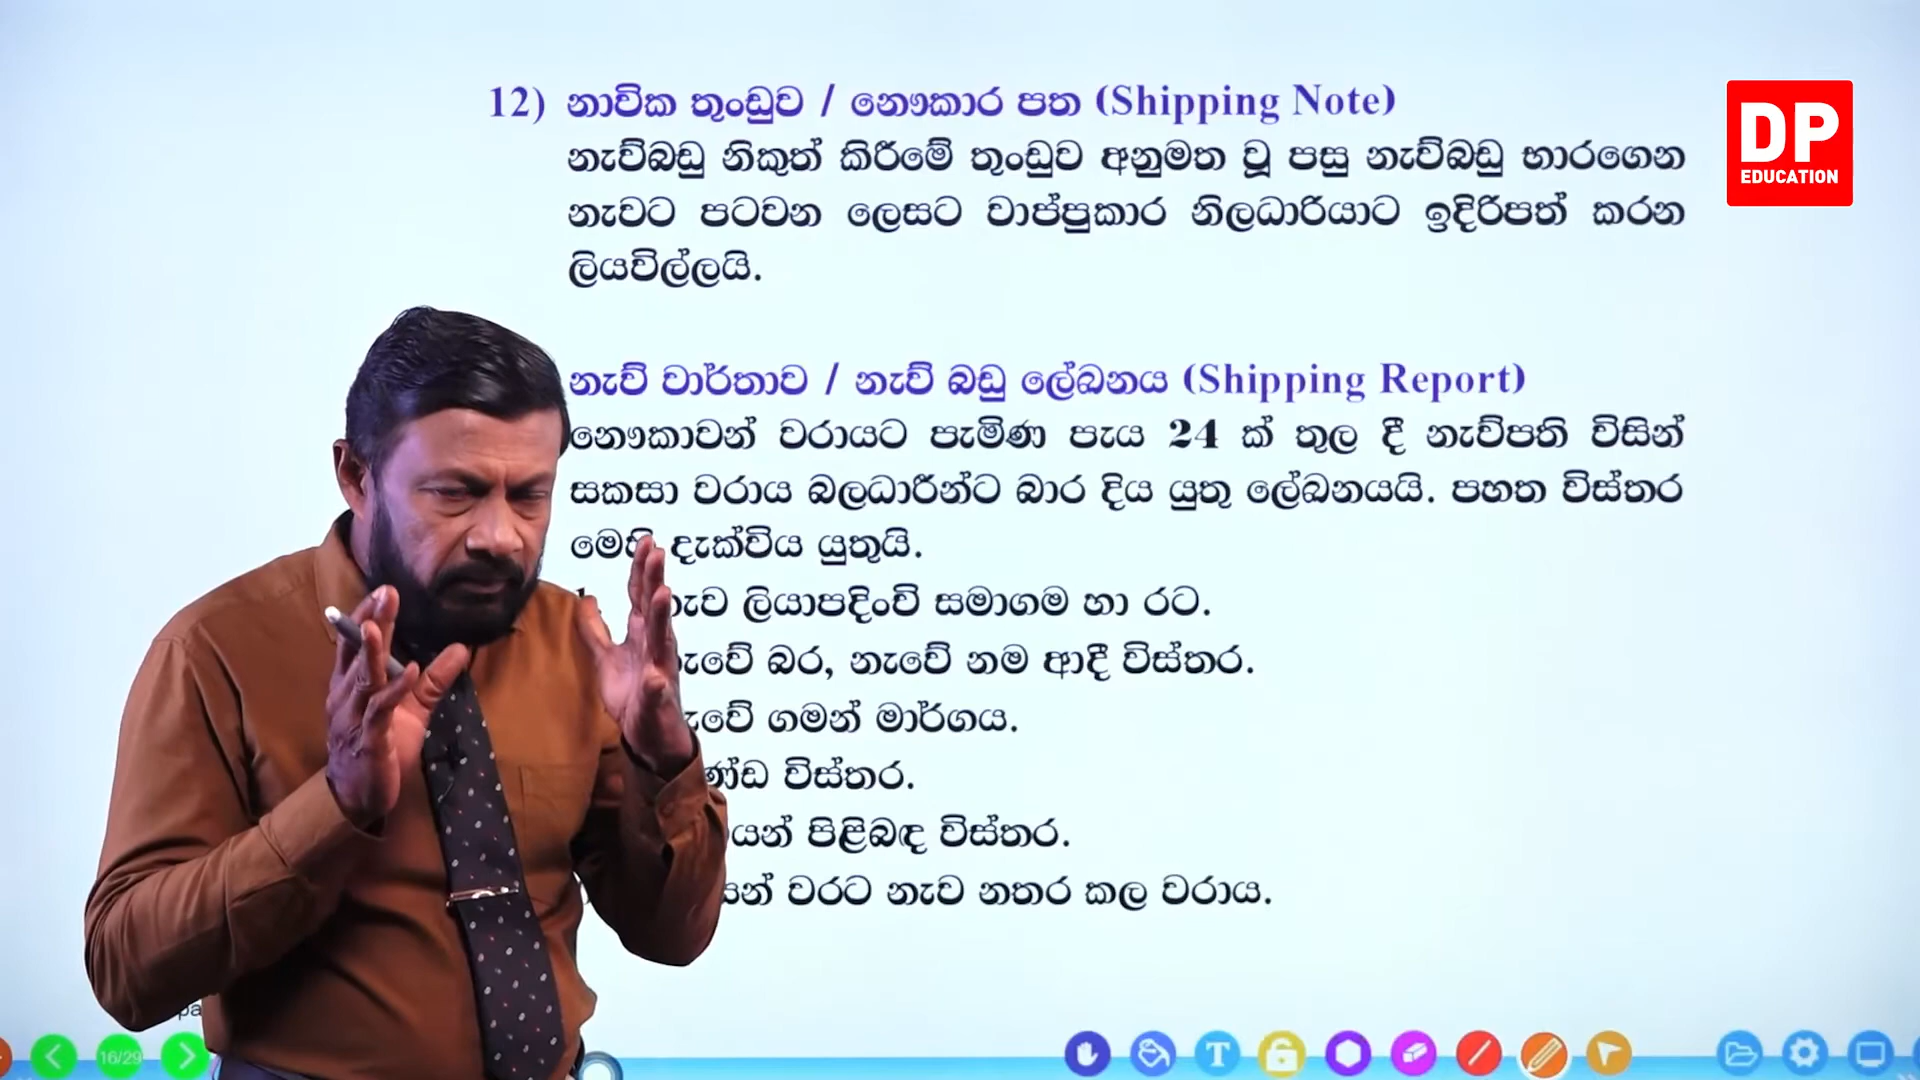 12) නාවික තුංඩුව / නෞකාර පත (Shipping Note)
නැව්බඩු නිකුත් කිරීමේ තුංඩුව අනුමත වූ පසු නැව්බඩු භාරගෙන
නැවට පටවන ලෙසට වාප්පුකාර නිලධාරියාට ඉදිරිපත් කරන
ලියවිල්ලයි.
DP
EDUCATION
නැව් වාර්තාව / නැව් බඩු ලේඛනය (Shipping Report)
නෞකාවන් වරායට පැමිණ පැය 24 ක් තුල දී නැව්පති විසින්
සකසා වරාය බලධාරීන්ට බාර දිය යුතු ලේඛනයයි. පහත විස්තර
දැක්විය යුතුයි.
ලියාපදිංචි සමාගම හා රට.
බර, නැවේ නම ආදී විස්තර.
ගමන් මාර්ගය.
විස්තර.
පිළිබඳ විස්තර.
වරට නැව නතර කල වරාය.
16/29
T